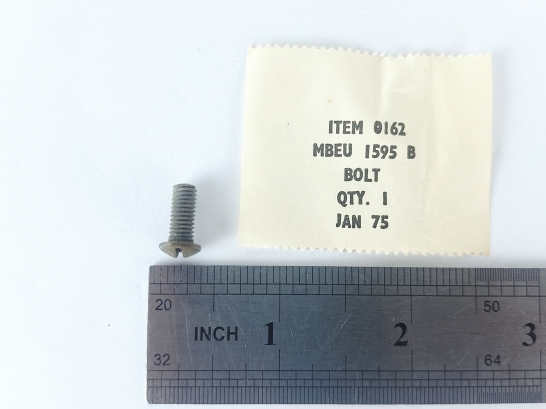 ITEM 0162
MBEU 1595 B
BOLT
QTY. 1
JAN 75
20 50
INCH 1 2 3
32 64